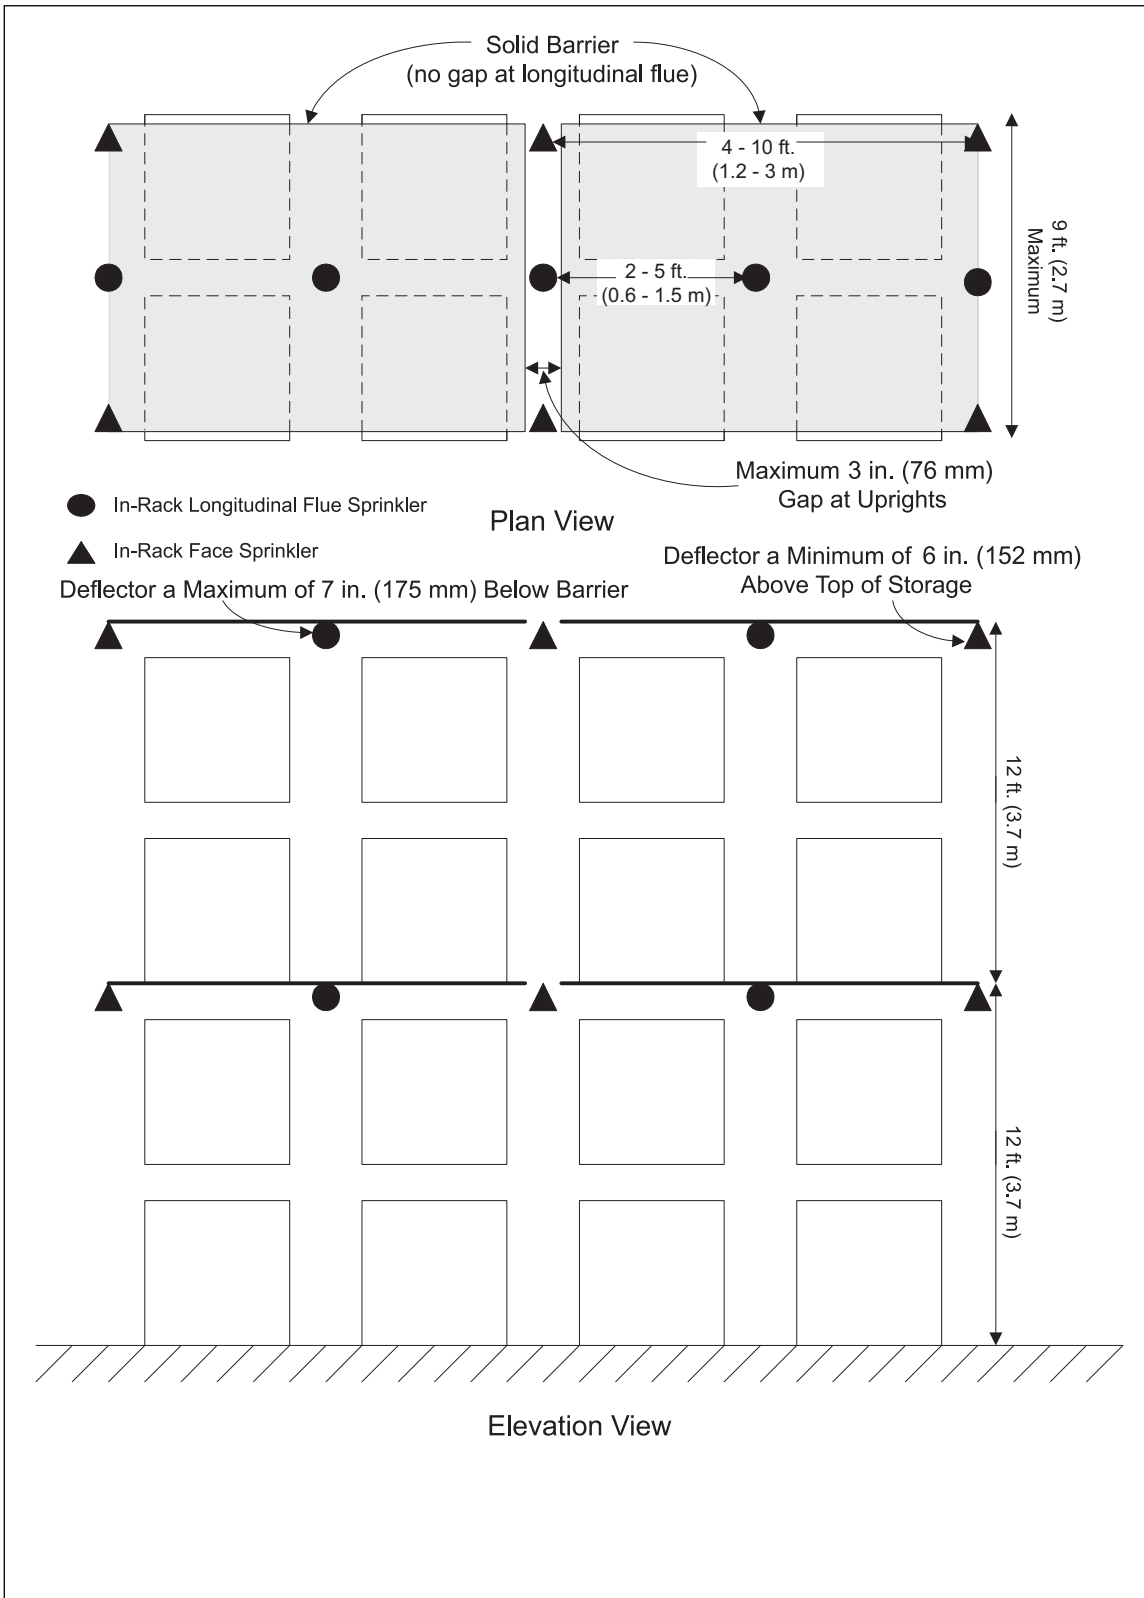 Solid Barrier
(no gap at longitudinal flue)
4 - 10 ft.
(1.2 - 3 m)
9 ft. (2.7 m)
Maximum
2 - 5 ft.
(0.6 - 1.5 m)
Maximum 3 in. (76 mm)
Gap at Uprights
In-Rack Longitudinal Flue Sprinkler
Plan View
In-Rack Face Sprinkler
Deflector a Minimum of 6 in. (152 mm)
Above Top of Storage
Deflector a Maximum of 7 in. (175 mm) Below Barrier
12 ft. (3.7 m)
12 ft. (3.7 m)
Elevation View